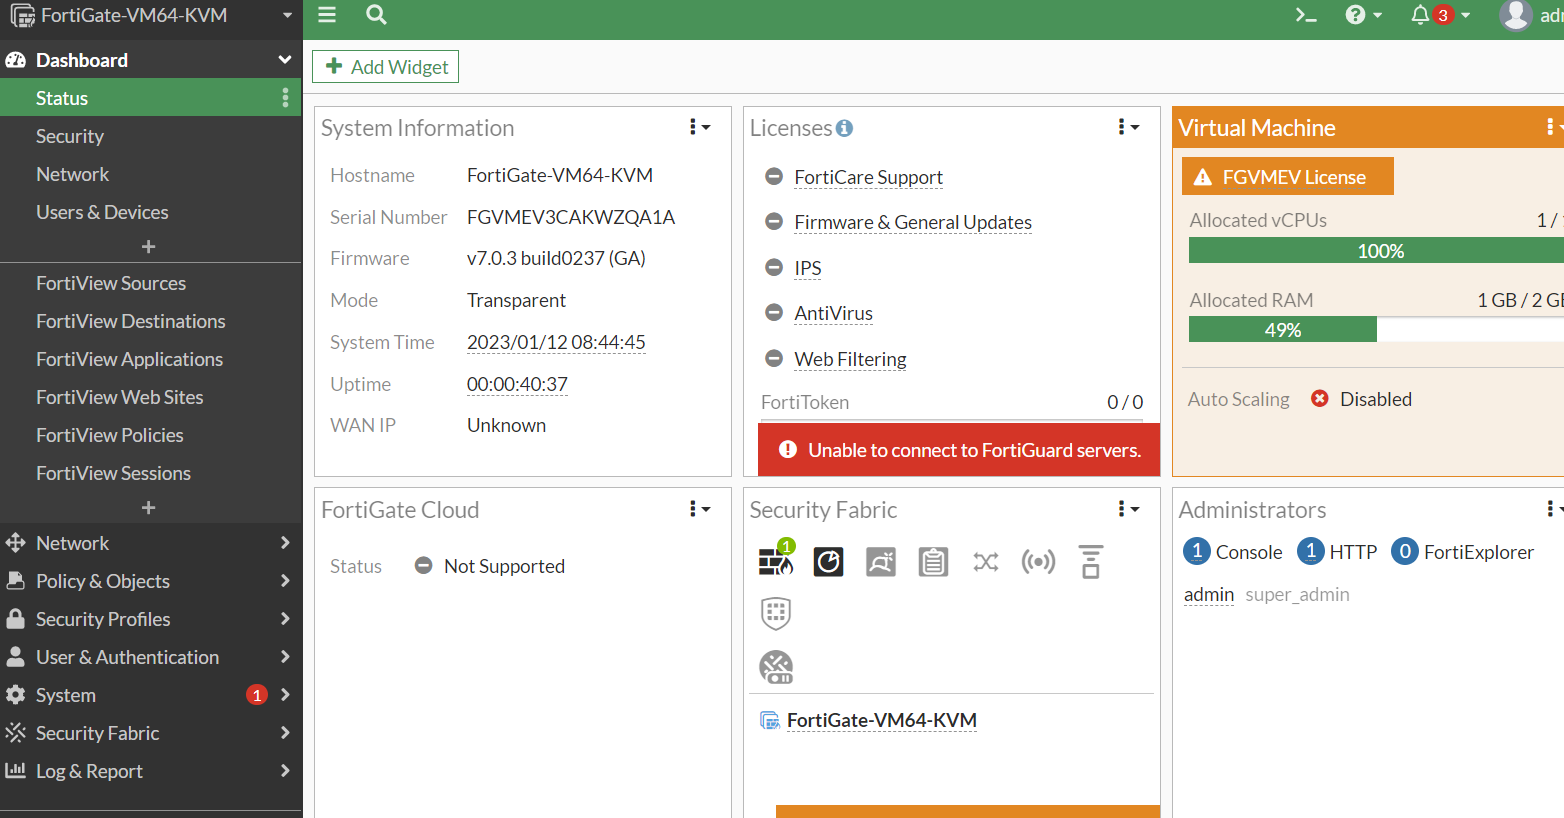 FortiGate-VM64-KVM
3
Dashboard
Status
Security
Network
Users & Devices
+
FortiView Sources
FortiView Destinations
FortiView Applications
FortiView Web Sites
FortiView Policies
FortiView Sessions
+
Network
Policy & Objects
Security Profiles
User & Authentication
System 1
Security Fabric
Log & Report
+ Add Widget
System Information
Hostname FortiGate-VM64-KVM
Serial Number FGVMEV3CAKWZQA1A
Firmware v7.0.3 build0237 (GA)
Mode Transparent
System Time 2023/01/12 08:44:45
Uptime 00:00:40:37
WAN IP Unknown
Licenses
FortiCare Support
Firmware & General Updates
IPS
AntiVirus
Web Filtering
FortiToken 0 / 0
Unable to connect to FortiGuard servers.
Virtual Machine
FGVMEV License
Allocated vCPUs 1 /
100%
Allocated RAM 1 GB / 2 G
49%
Auto Scaling Disabled
FortiGate Cloud
Status Not Supported
Security Fabric
1
FortiGate-VM64-KVM
Administrators
1 Console 1 HTTP 0 FortiExplorer
admin super_admin